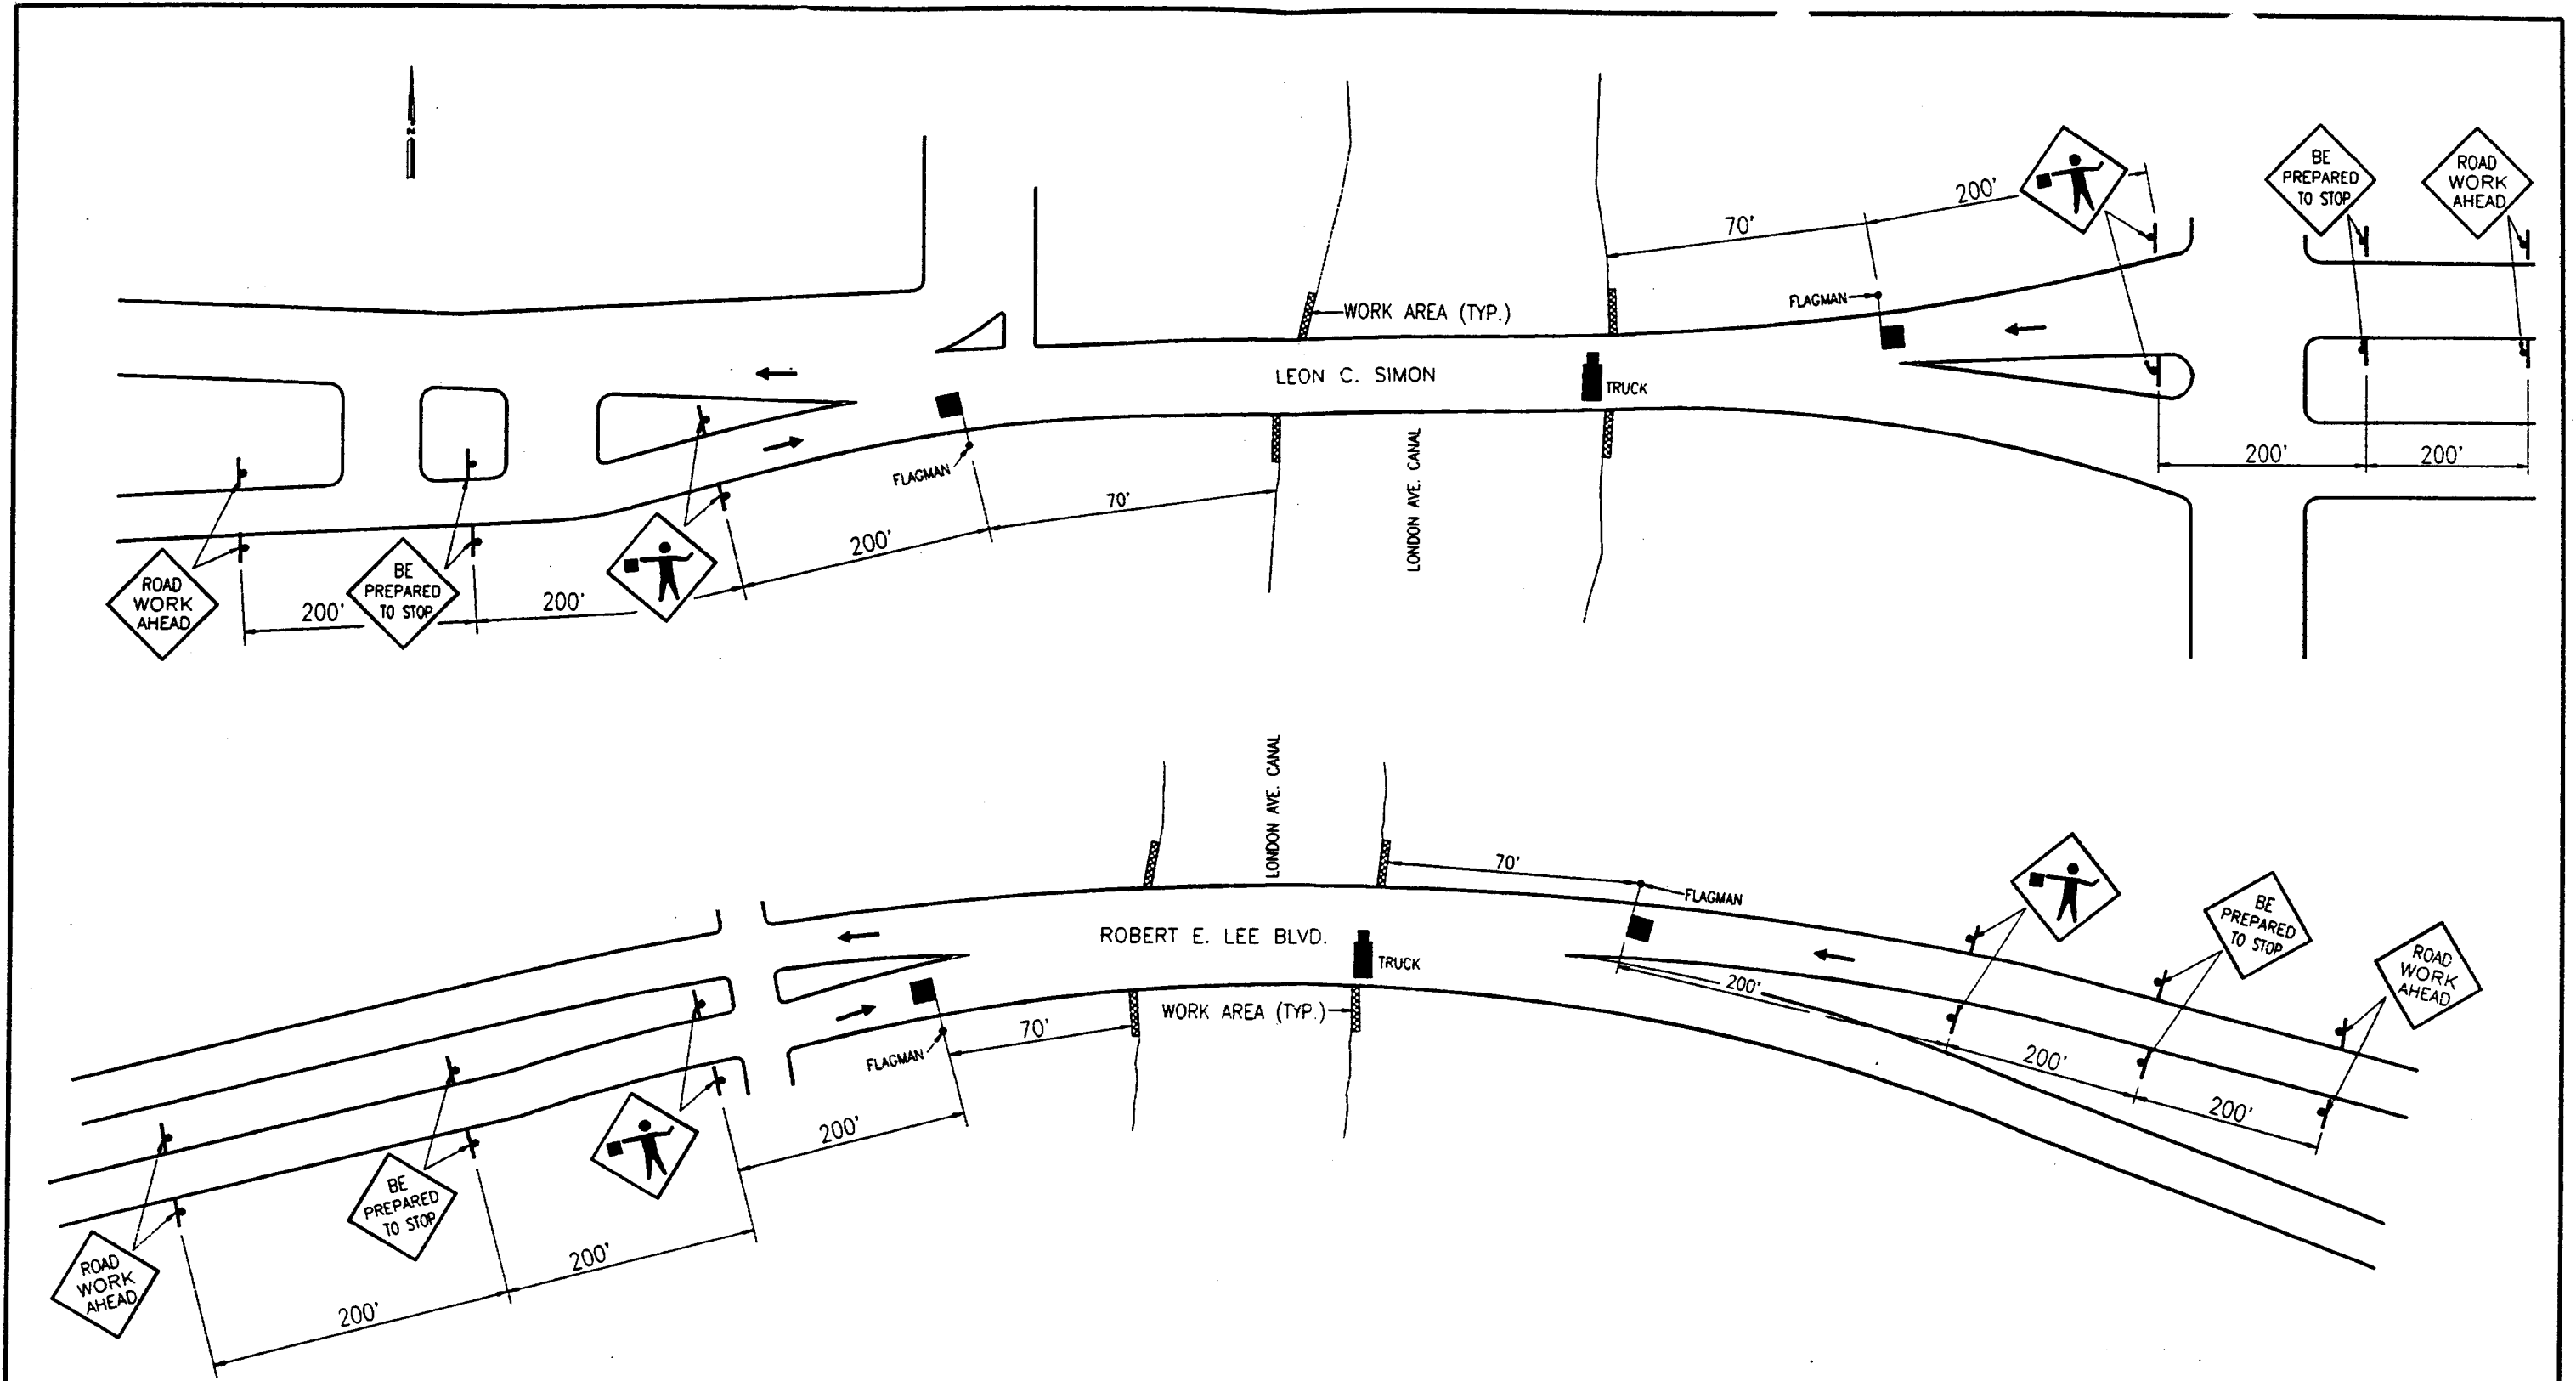 N
BE
PREPARED
TO STOP
ROAD
WORK
AHEAD
200'
70'
FLAGMAN
WORK AREA (TYP.)
LEON C. SIMON
TRUCK
LONDON AVE. CANAL
200'
200'
FLAGMAN
70'
200'
ROAD
WORK
AHEAD
200'
BE
PREPARED
TO STOP
200'
LONDON AVE. CANAL
70'
FLAGMAN
ROBERT E. LEE BLVD.
TRUCK
WORK AREA (TYP.)
BE
PREPARED
TO STOP
ROAD
WORK
AHEAD
200'
200'
200'
FLAGMAN
70'
200'
BE
PREPARED
TO STOP
200'
ROAD
WORK
AHEAD
200'